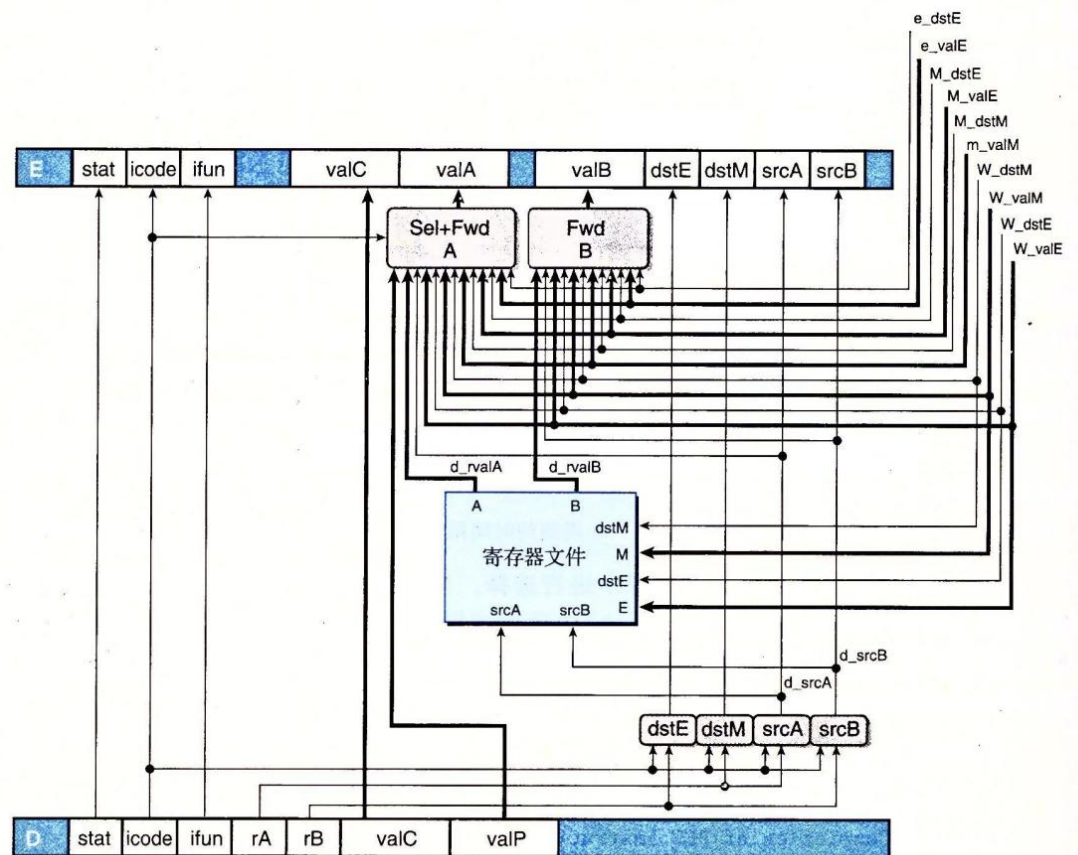 e_dstE
e_valE
M_dstE
M_valE
M_dstM
m_valM
W_dstM
W_valM
W_dstE
W_valE
E stat icode ifun valC valA valB dstE dstM srcA srcB
Sel+Fwd
A
Fwd
B
d_rvalA
d_rvalB
A B
dstM
寄存器文件
M
dstE
E
srcA srcB
d_srcB
d_srcA
dstE dstM srcA srcB
D stat icode ifun rA rB valC valP